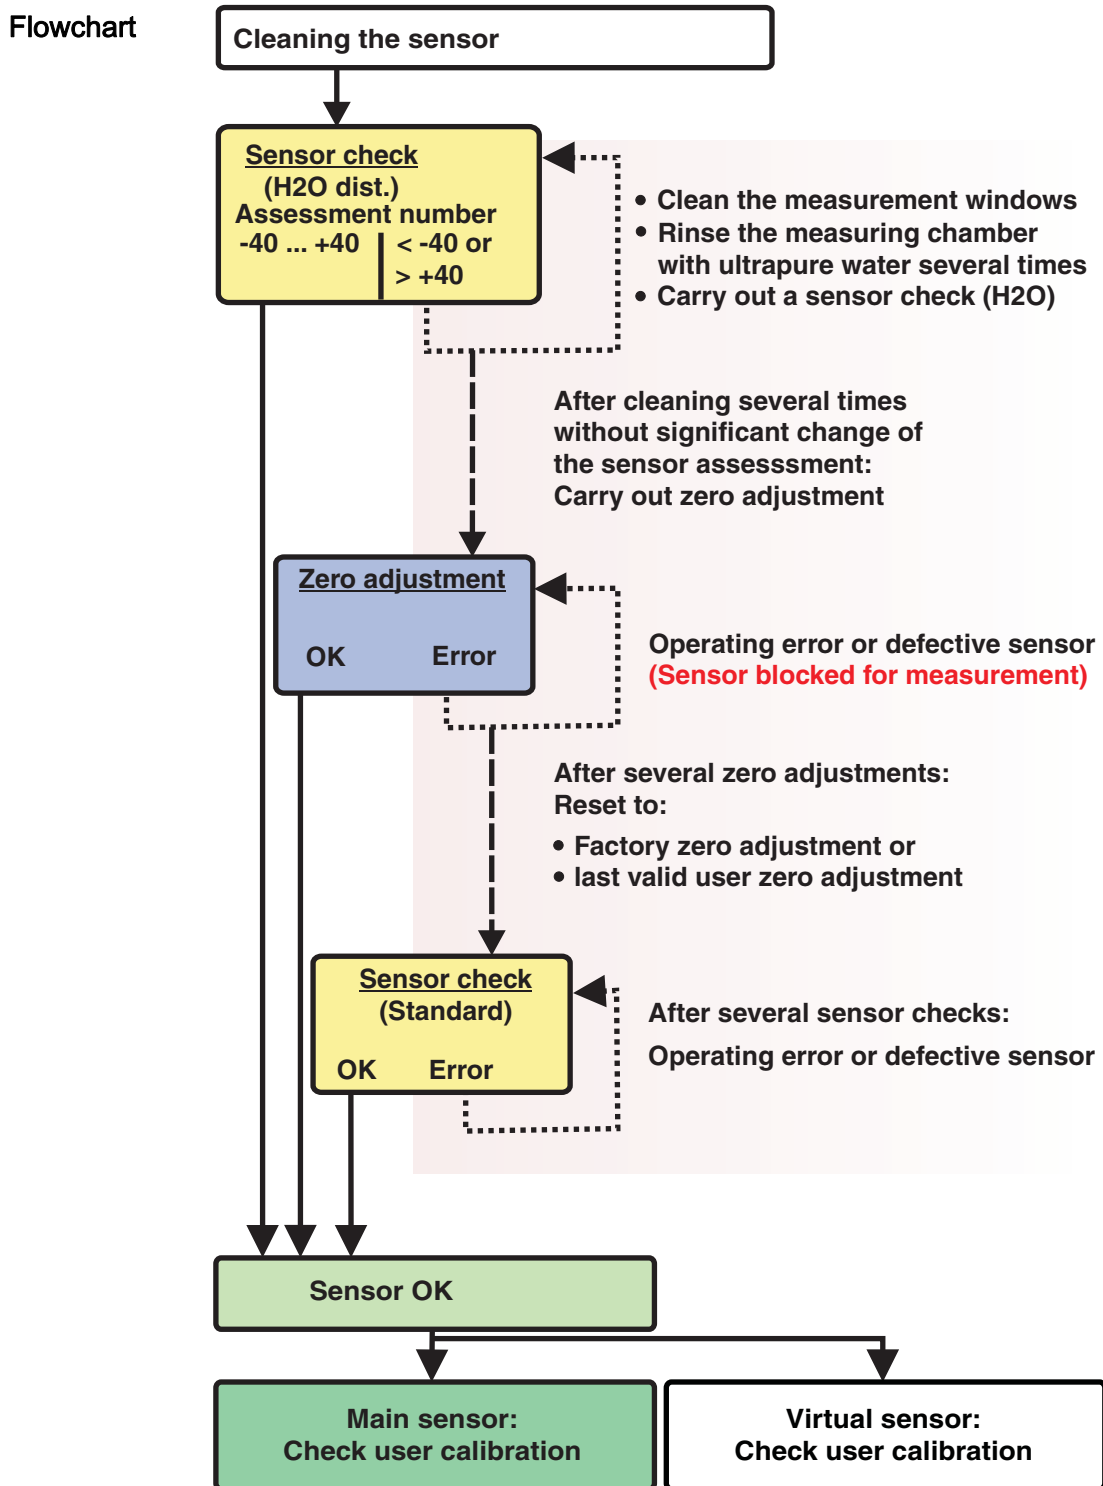 Flowchart
Cleaning the sensor
Sensor check
(H2O dist.)
Assessment number
-40 ... +40
< -40 or
> +40
• Clean the measurement windows
• Rinse the measuring chamber
with ultrapure water several times
• Carry out a sensor check (H2O)
After cleaning several times
without significant change of
the sensor assesssment:
Carry out zero adjustment
Zero adjustment
OK Error
Operating error or defective sensor
(Sensor blocked for measurement)
After several zero adjustments:
Reset to:
• Factory zero adjustment or
• last valid user zero adjustment
Sensor check
(Standard)
OK Error
After several sensor checks:
Operating error or defective sensor
Sensor OK
Main sensor:
Check user calibration
Virtual sensor:
Check user calibration